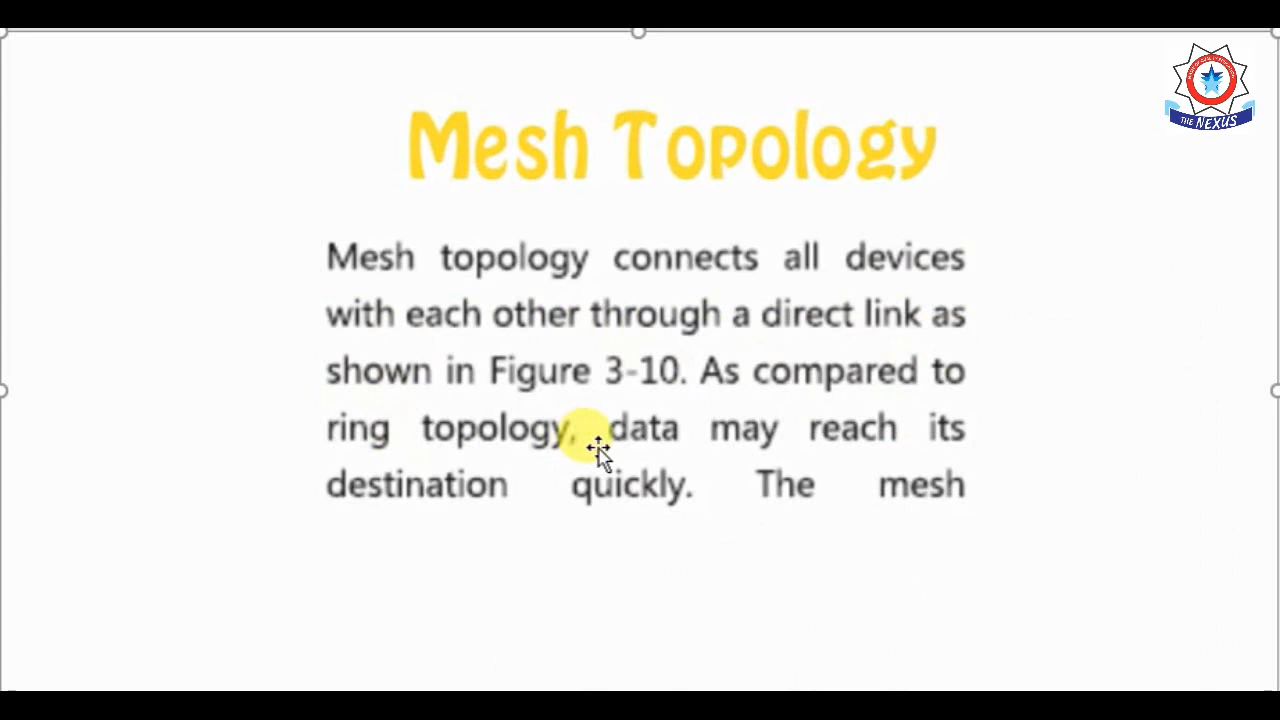 Mesh Topology
Mesh topology connects all devices
with each other through a direct link as
shown in Figure 3-10. As compared to
ring topology, data may reach its
destination quickly. The mesh
THE NEXUS